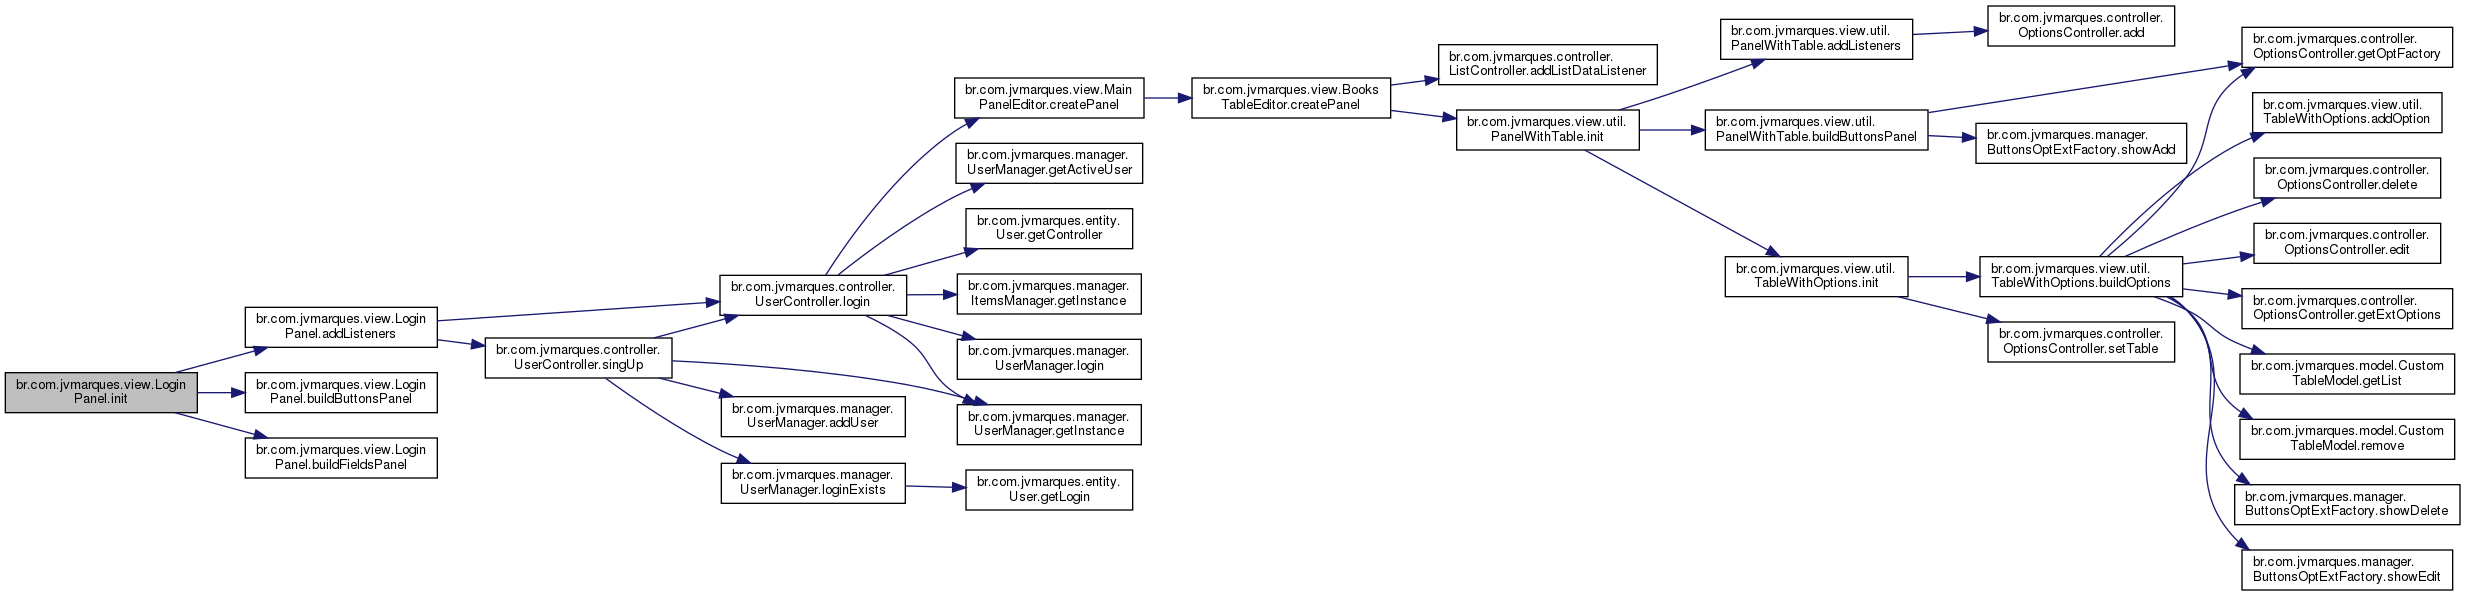 br.com.jvmarques.view.Login
Panel.init
br.com.jvmarques.view.Login
Panel.addListeners
br.com.jvmarques.view.Login
Panel.buildButtonsPanel
br.com.jvmarques.view.Login
Panel.buildFieldsPanel
br.com.jvmarques.controller.
UserController.singUp
br.com.jvmarques.controller.
UserController.login
br.com.jvmarques.manager.
UserManager.addUser
br.com.jvmarques.manager.
UserManager.loginExists
br.com.jvmarques.view.Main
PanelEditor.createPanel
br.com.jvmarques.manager.
UserManager.getActiveUser
br.com.jvmarques.entity.
User.getController
br.com.jvmarques.manager.
ItemsManager.getInstance
br.com.jvmarques.manager.
UserManager.login
br.com.jvmarques.manager.
UserManager.getInstance
br.com.jvmarques.entity.
User.getLogin
br.com.jvmarques.view.Books
TableEditor.createPanel
br.com.jvmarques.controller.
ListController.addListDataListener
br.com.jvmarques.view.util.
PanelWithTable.init
br.com.jvmarques.view.util.
PanelWithTable.addListeners
br.com.jvmarques.view.util.
PanelWithTable.buildButtonsPanel
br.com.jvmarques.view.util.
TableWithOptions.init
br.com.jvmarques.controller.
OptionsController.add
br.com.jvmarques.manager.
ButtonsOptExtFactory.showAdd
br.com.jvmarques.view.util.
TableWithOptions.buildOptions
br.com.jvmarques.controller.
OptionsController.setTable
br.com.jvmarques.controller.
OptionsController.getOptFactory
br.com.jvmarques.view.util.
TableWithOptions.addOption
br.com.jvmarques.controller.
OptionsController.delete
br.com.jvmarques.controller.
OptionsController.edit
br.com.jvmarques.controller.
OptionsController.getExtOptions
br.com.jvmarques.model.Custom
TableModel.getList
br.com.jvmarques.model.Custom
TableModel.remove
br.com.jvmarques.manager.
ButtonsOptExtFactory.showDelete
br.com.jvmarques.manager.
ButtonsOptExtFactory.showEdit